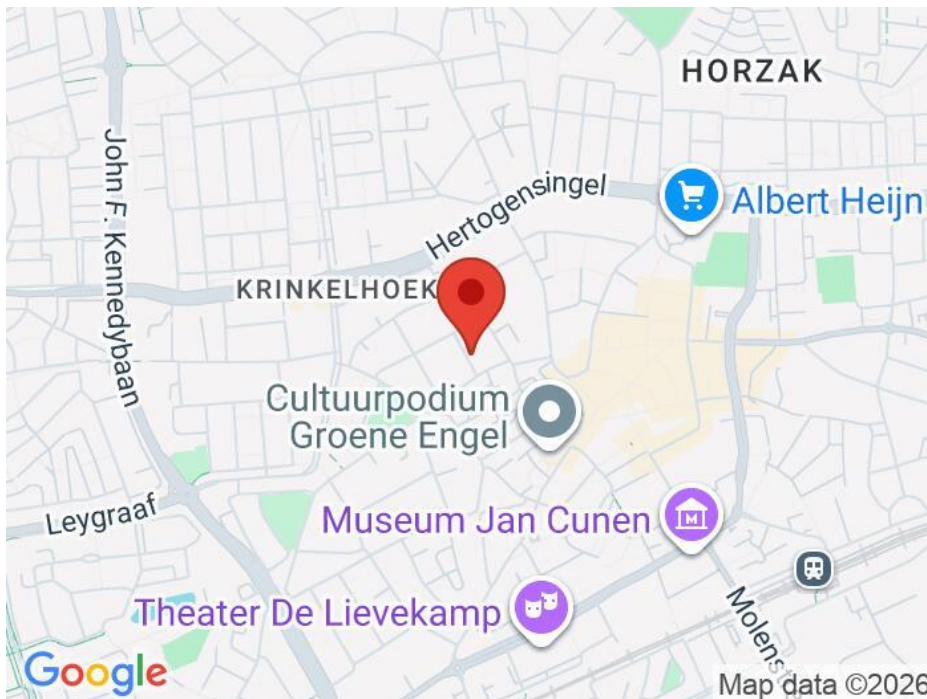 HORZAK
John F. Kennedybaan
Hertogensingel
Albert Heijn
KRINKELHOEK
Cultuurpodium
Groene Engel
Leygraaf
Museum Jan Cunen
Theater De Lievekamp
Molenst
Google
Map data ©2026